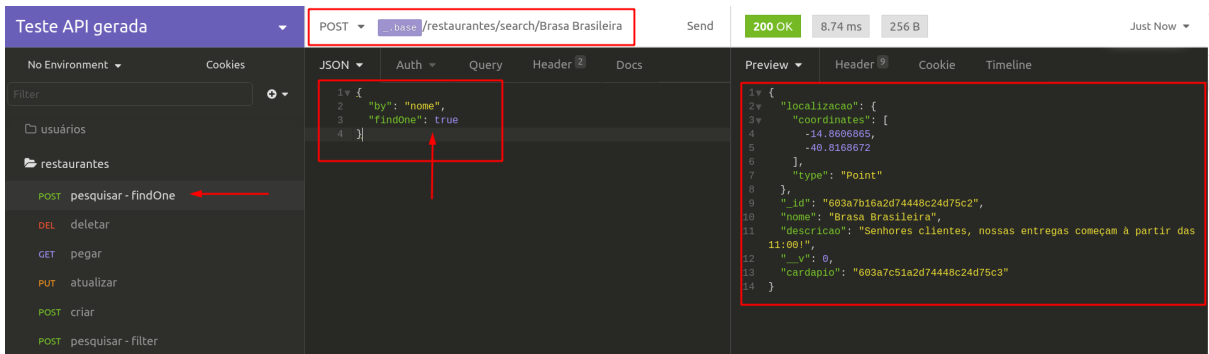 Teste API gerada
POST _.base /restaurantes/search/Brasa Brasileira Send
200 OK 8.74 ms 256 B Just Now
No Environment Cookies
JSON Auth Query Header 2 Docs
Preview Header 9 Cookie Timeline
Filter
usuários
restaurantes
POST pesquisar - findOne
DEL deletar
GET pegar
PUT atualizar
POST criar
POST pesquisar - filter
1 {
2 "by": "nome",
3 "findOne": true
4 }
1 {
2 "localizacao": {
3 "coordinates": [
4 -14.8606865,
5 -40.8168672
6 ],
7 "type": "Point"
8 },
9 "_id": "603a7b16a2d74448c24d75c2",
10 "nome": "Brasa Brasileira",
11 "descricao": "Senhores clientes, nossas entregas começam à partir das
11:00!",
12 "__v": 0,
13 "cardapio": "603a7c51a2d74448c24d75c3"
14 }